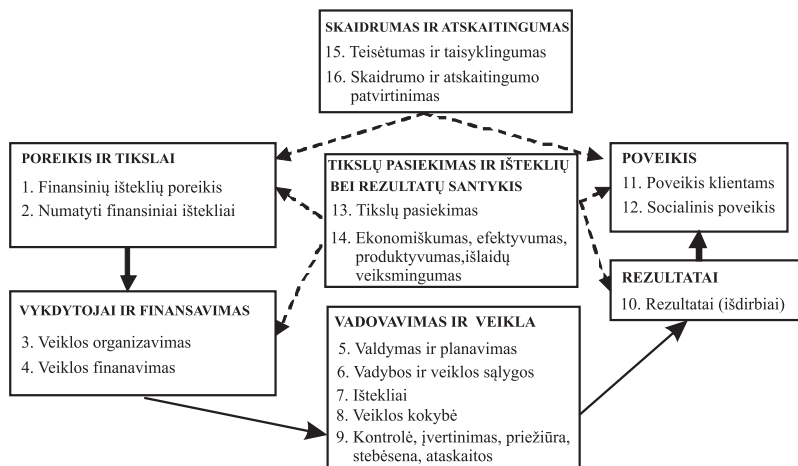 SKAIDRUMAS IR ATSKAITINGUMAS
15. Teisėtumas ir taisyklingumas
16. Skaidrumo ir atskaitingumo
patvirtinimas
POREIKIS IR TIKSLAI
1. Finansinių išteklių poreikis
2. Numatyti finansiniai ištekliai
TIKSLŲ PASIEKIMAS IR IŠTEKLIŲ
BEI REZULTATŲ SANTYKIS
13. Tikslų pasiekimas
14. Ekonomiškumas, efektyvumas,
produktyvumas,išlaidų
veiksmingumas
POVEIKIS
11. Poveikis klientams
12. Socialinis poveikis
VYKDYTOJAI IR FINANSAVIMAS
3. Veiklos organizavimas
4. Veiklos finanavimas
VADOVAVIMAS IR VEIKLA
5. Valdymas ir planavimas
6. Vadybos ir veiklos sąlygos
7. Ištekliai
8. Veiklos kokybė
9. Kontrolė, įvertinimas, priežiūra,
stebėsena, ataskaitos
REZULTATAI
10. Rezultatai (išdirbiai)